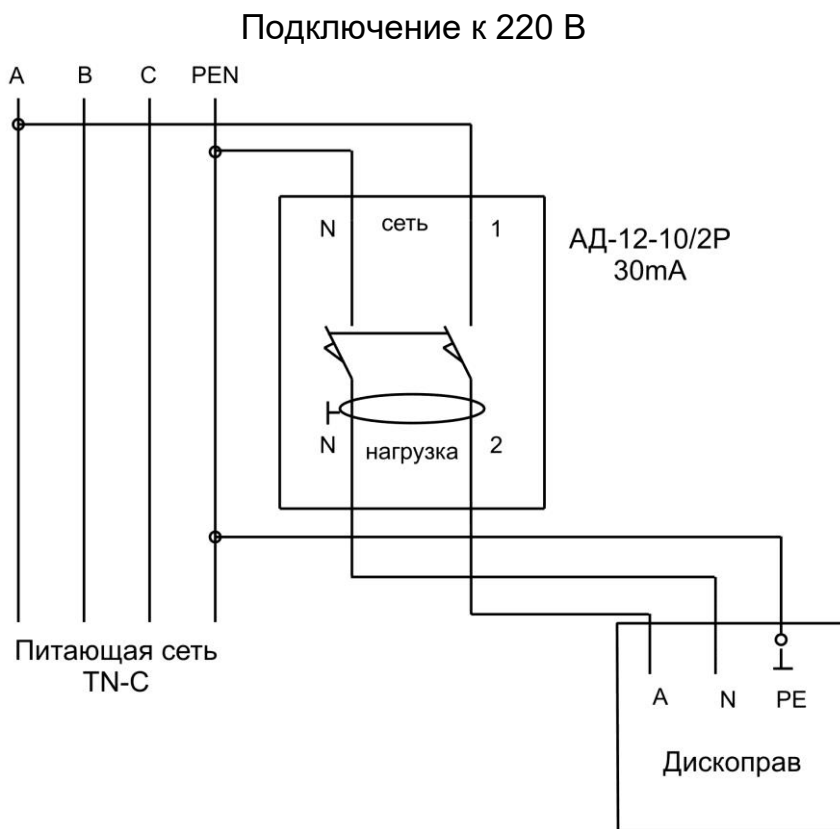 Подключение к 220 В
A B C PEN
N сеть 1
АД-12-10/2Р
30mA
N нагрузка 2
Питающая сеть
TN-C
A N PE
Дископрав